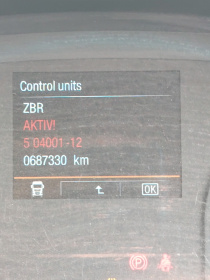 Control units
ZBR
AKTIV!
5 04001-12
0687330 km
OK